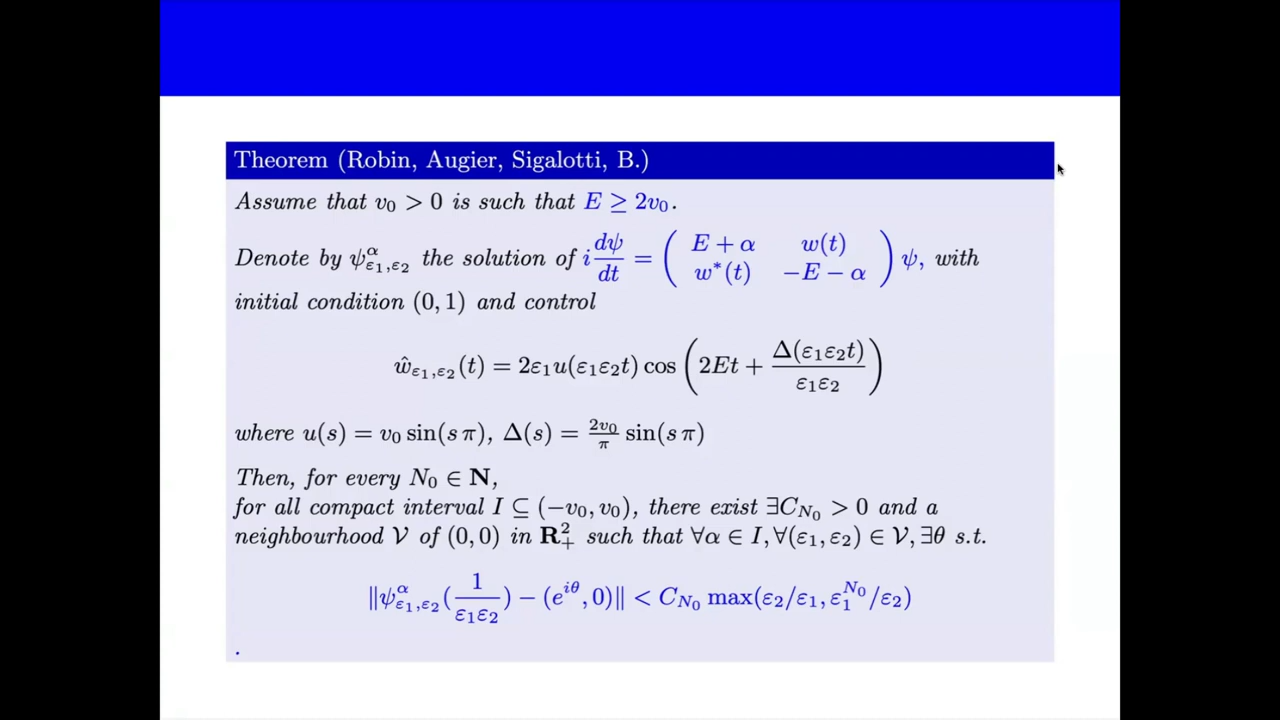 Theorem (Robin, Augier, Sigalotti, B.)
Assume that v₀ > 0 is such that E ≥ 2v₀.
Denote by ψ^α_{ε₁,ε₂} the solution of i dψ/dt = ( E + α   w(t) ; w*(t)   −E − α ) ψ, with
initial condition (0, 1) and control
ŵ_{ε₁,ε₂}(t) = 2ε₁u(ε₁ε₂t) cos ( 2Et + Δ(ε₁ε₂t)/(ε₁ε₂) )
where u(s) = v₀ sin(s π), Δ(s) = 2v₀/π sin(s π)
Then, for every N₀ ∈ N,
for all compact interval I ⊆ (−v₀, v₀), there exist ∃C_{N₀} > 0 and a
neighbourhood 𝒱 of (0, 0) in R²₊ such that ∀α ∈ I, ∀(ε₁, ε₂) ∈ 𝒱, ∃θ s.t.
‖ψ^α_{ε₁,ε₂}(1/(ε₁ε₂)) − (e^{iθ}, 0)‖ < C_{N₀} max(ε₂/ε₁, ε₁^{N₀}/ε₂)
.